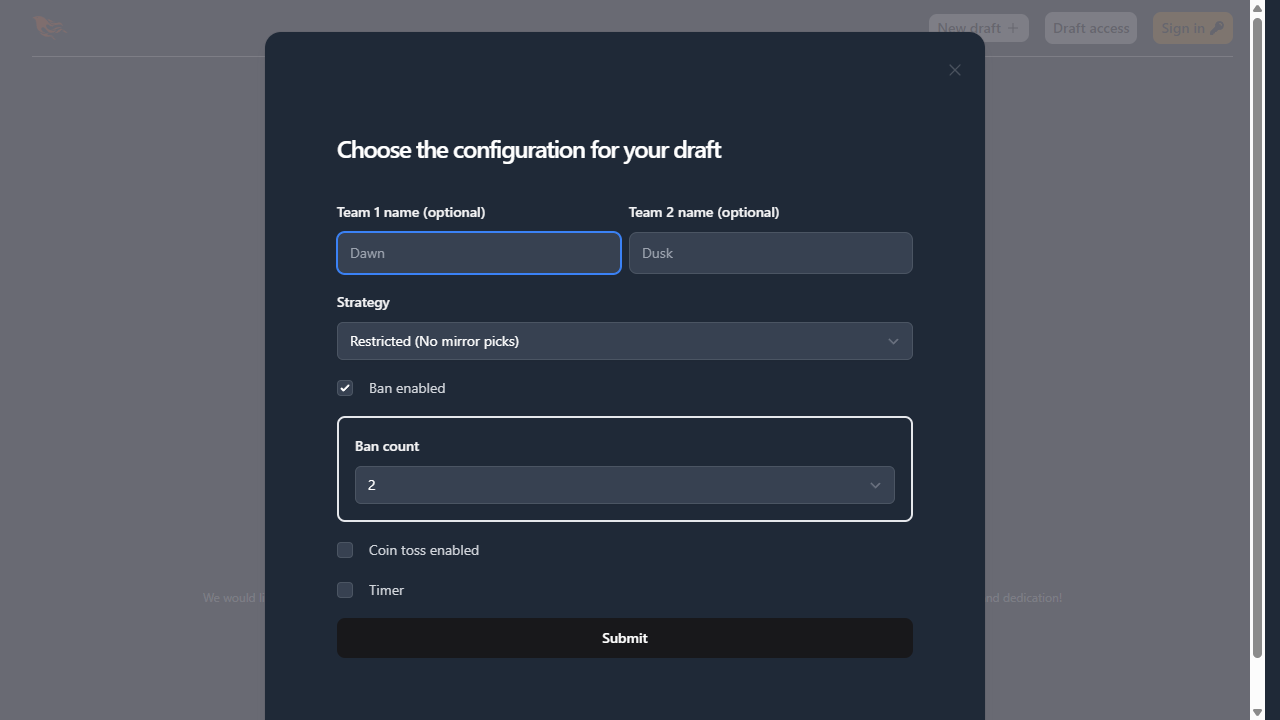 New draft
Draft access
Sign in
Choose the configuration for your draft
Team 1 name (optional)
Team 2 name (optional)
Dawn
Dusk
Strategy
Restricted (No mirror picks)
Ban enabled
Ban count
2
Coin toss enabled
Timer
We would li
nd dedication!
Submit